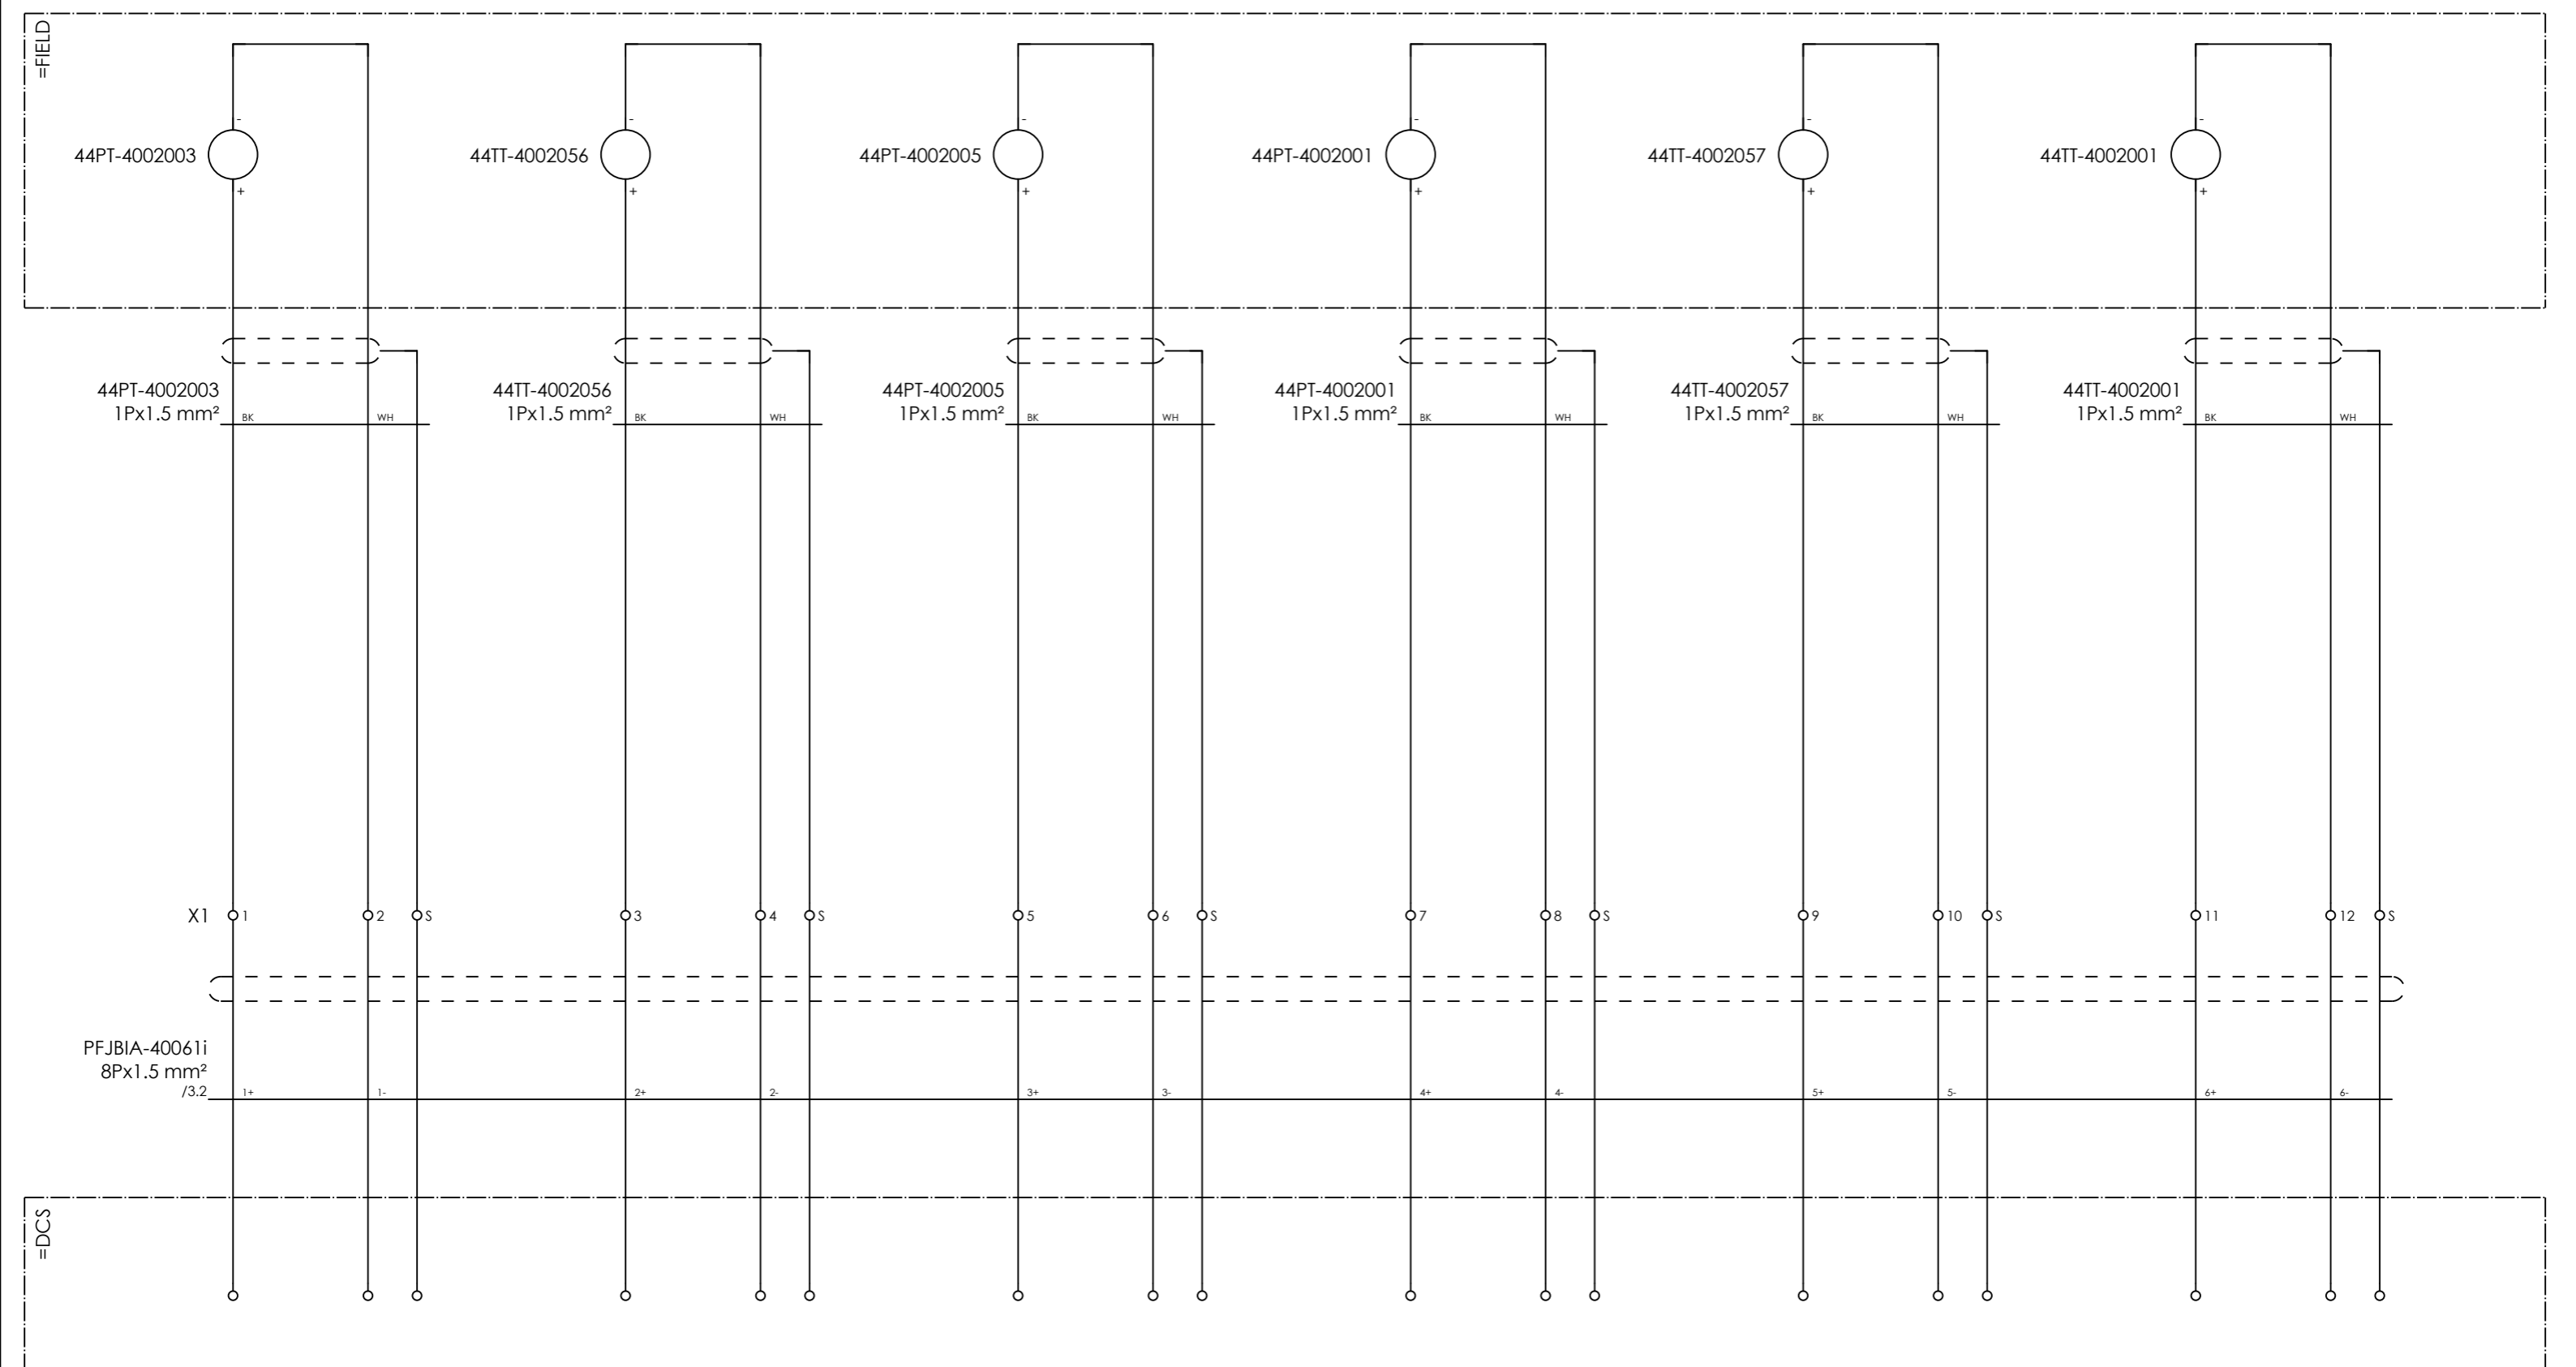 =FIELD
- - - - - -
44PT-4002003 44TT-4002056 44PT-4002005 44PT-4002001 44TT-4002057 44TT-4002001
+ + + + + +
44PT-4002003 44TT-4002056 44PT-4002005 44PT-4002001 44TT-4002057 44TT-4002001
1Px1.5 mm² BK WH 1Px1.5 mm² BK WH 1Px1.5 mm² BK WH 1Px1.5 mm² BK WH 1Px1.5 mm² BK WH 1Px1.5 mm² BK WH
X1 1 2 S 3 4 S 5 6 S 7 8 S 9 10 S 11 12 S
PFJBIA-40061i
8Px1.5 mm²
/3.2 1+ 1- 2+ 2- 3+ 3- 4+ 4- 5+ 5- 6+ 6-
=DCS